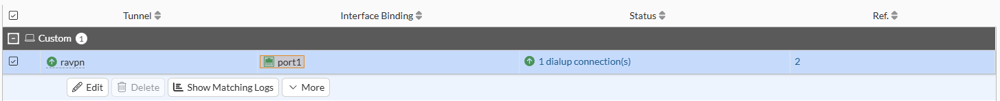 Tunnel Interface Binding Status Ref.
Custom 1
ravpn port1 1 dialup connection(s) 2
Edit Delete Show Matching Logs More